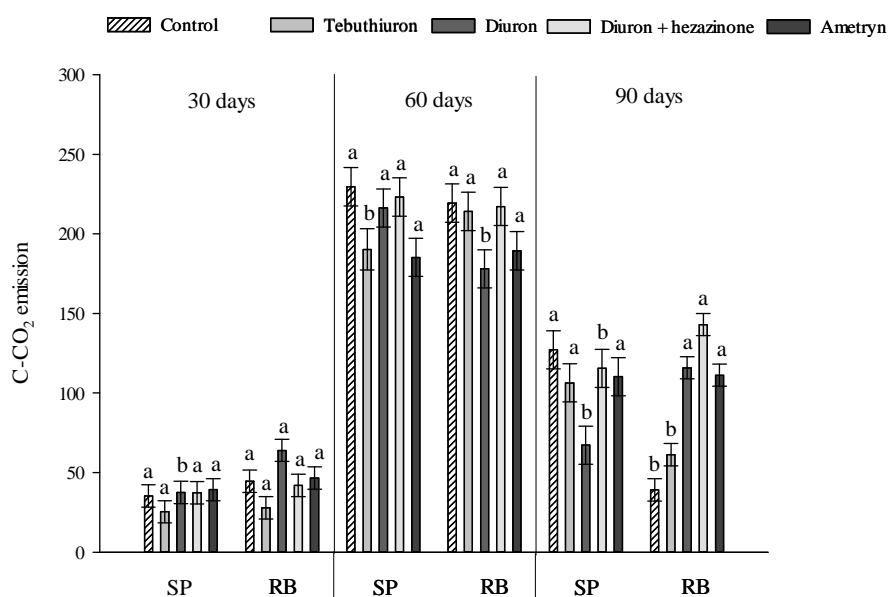 Control Tebuthiuron Diuron Diuron + hezazinone Ametryn
300
250
200
150
100
50
0
C-CO₂ emission
30 days 60 days 90 days
a a b a a a a a a a
a b a a a a a b a a
a a b b a b b a a a
SP RB SP RB SP RB